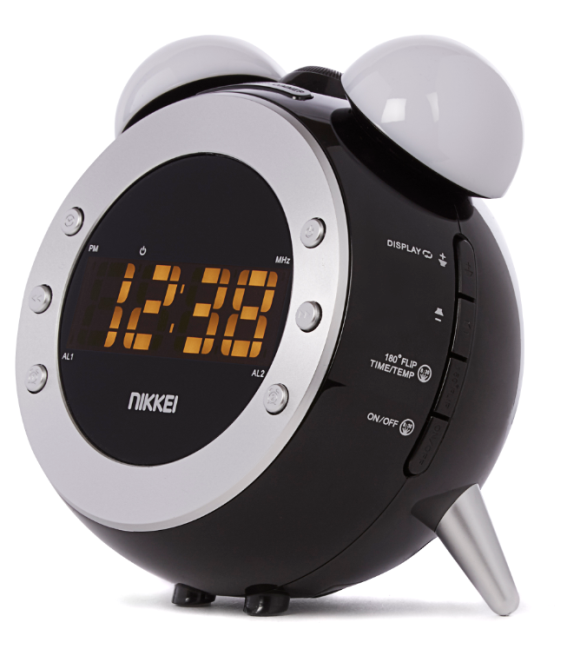 PM
MHz
12:38
AL1
AL2
NIKKEI
DISPLAY
+
-
180° FLIP
TIME/TEMP
ON/OFF